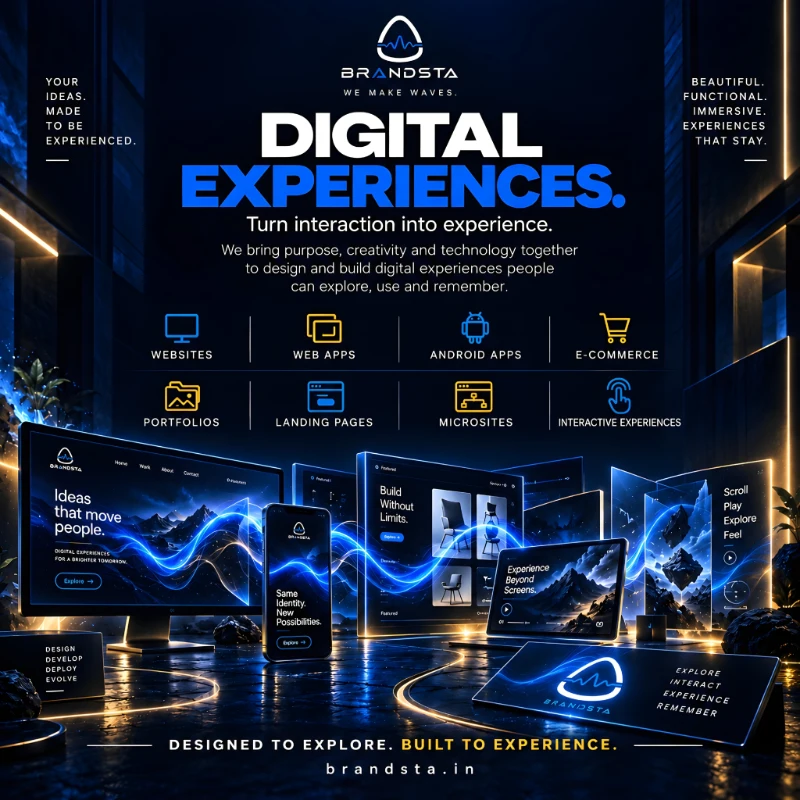 BRANDSTA
WE MAKE WAVES.
YOUR
IDEAS.
MADE
TO BE
EXPERIENCED.
BEAUTIFUL.
FUNCTIONAL.
IMMERSIVE.
EXPERIENCES
THAT STAY.
DIGITAL
EXPERIENCES.
Turn interaction into experience.
We bring purpose, creativity and technology together
to design and build digital experiences people
can explore, use and remember.
WEBSITES
WEB APPS
ANDROID APPS
E-COMMERCE
PORTFOLIOS
LANDING PAGES
MICROSITES
INTERACTIVE EXPERIENCES
BRANDSTA
Home Work About Contact
Ideas
that move
people.
DIGITAL EXPERIENCES
FOR A BRIGHTER TOMORROW.
Explore →
BRANDSTA
Same
Identity.
New
Possibilities.
Explore →
Featured
Featured
Build
Without
Limits.
Featured
Experience
Beyond
Screens.
Scroll
Play
Explore
Feel
DESIGN
DEVELOP
DEPLOY
EVOLVE
BRANDSTA
EXPLORE
INTERACT
EXPERIENCE
REMEMBER
DESIGNED TO EXPLORE. BUILT TO EXPERIENCE.
brandsta.in